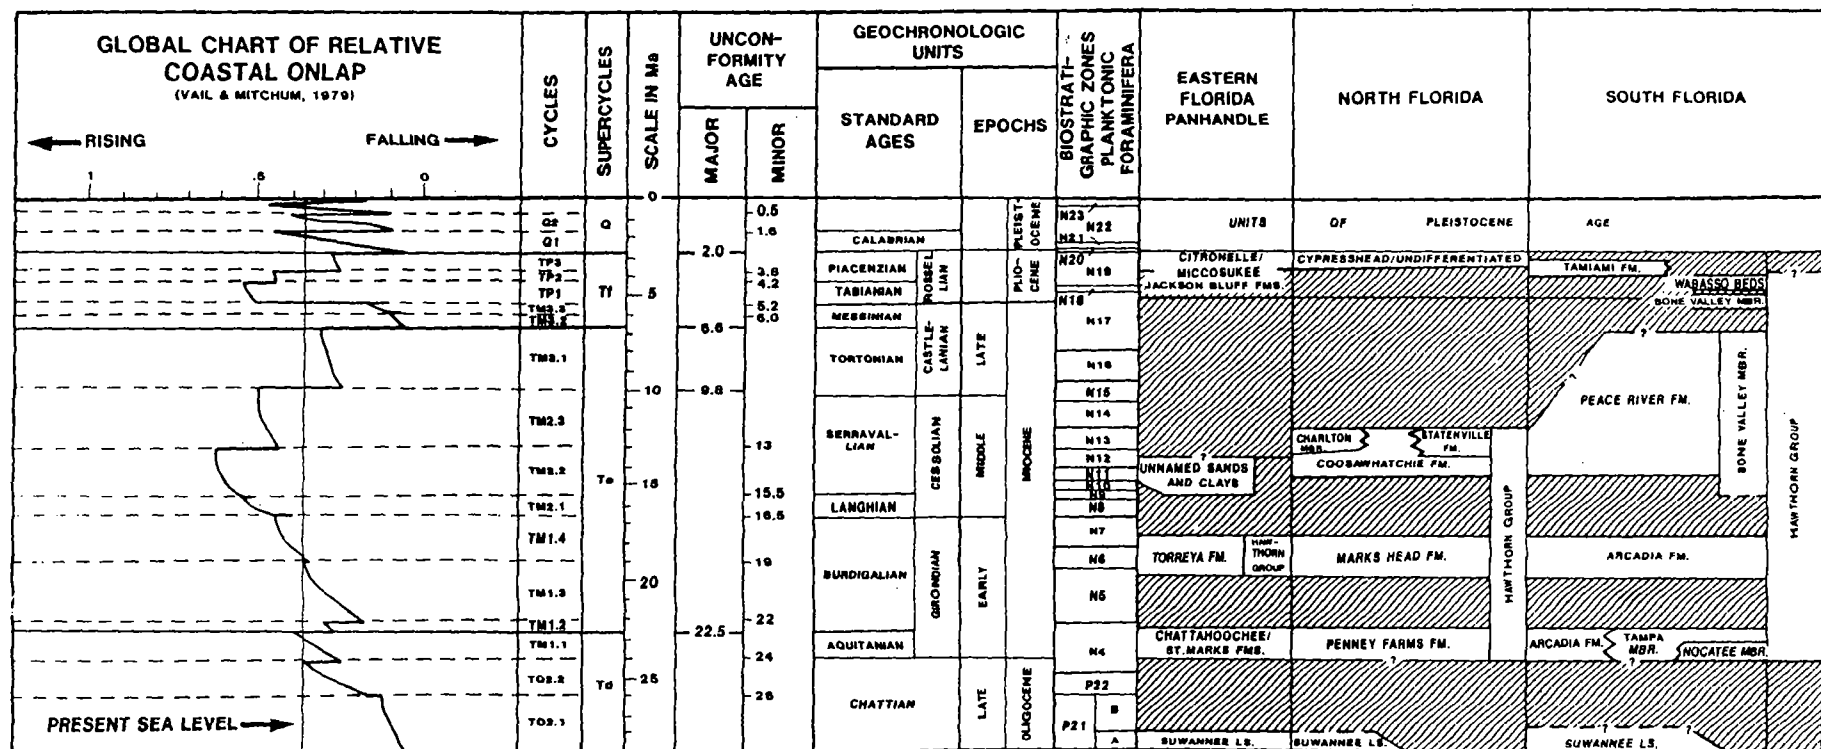 GLOBAL CHART OF RELATIVE
COASTAL ONLAP
(VAIL & MITCHUM, 1979)
RISING
FALLING
1
.5
0
CYCLES
SUPERCYCLES
SCALE IN Ma
UNCON-
FORMITY
AGE
MAJOR
MINOR
GEOCHRONOLOGIC
UNITS
STANDARD
AGES
EPOCHS
BIOSTRATI-
GRAPHIC ZONES
PLANKTONIC
FORAMINIFERA
EASTERN
FLORIDA
PANHANDLE
NORTH FLORIDA
SOUTH FLORIDA
Q2
Q1
TP3
TP2
TP1
TM3.3
TM3.2
TM3.1
TM2.3
TM2.2
TM2.1
TM1.4
TM1.3
TM1.2
TM1.1
TO2.2
TO2.1
Q
Tf
Te
Td
0
5
10
15
20
25
2.0
6.6
9.8
22.5
0.5
1.6
3.8
4.2
5.2
6.0
13
15.5
16.5
19
22
24
26
CALABRIAN
PIACENZIAN
TABIANIAN
MESSINIAN
TORTONIAN
SERRAVAL-
LIAN
LANGHIAN
BURDIGALIAN
AQUITANIAN
CHATTIAN
ROSSEL
LIAN
CASTLE-
LANIAN
CESSOLIAN
GIRONDIAN
LATE
MIDDLE
EARLY
LATE
PLEIST-
OCENE
PLIO-
CENE
MIOCENE
OLIGOCENE
N23
N22
N21
N20
N19
N18
N17
N16
N15
N14
N13
N12
N11
N10
N9
N8
N7
N6
N5
N4
P22
P21
B
A
UNITS OF PLEISTOCENE AGE
CITRONELLE/
MICCOSUKEE
JACKSON BLUFF FMS.
?
UNNAMED SANDS
AND CLAYS
TORREYA FM.
HAW-
THORN
GROUP
CHATTAHOOCHEE/
ST. MARKS FMS.
SUWANNEE LS.
CYPRESSHEAD/UNDIFFERENTIATED
CHARLTON
MBR.
STATENVILLE
FM.
COOSAWHATCHIE FM.
MARKS HEAD FM.
PENNEY FARMS FM.
?
HAWTHORN GROUP
SUWANNEE LS.
TAMIAMI FM.
?
WABASSO BEDS
BONE VALLEY MBR.
?
?
PEACE RIVER FM.
BONE VALLEY MBR.
ARCADIA FM.
ARCADIA FM.
TAMPA
MBR.
NOCATEE MBR.
?
? ?
SUWANNEE LS.
HAWTHORN GROUP
PRESENT SEA LEVEL